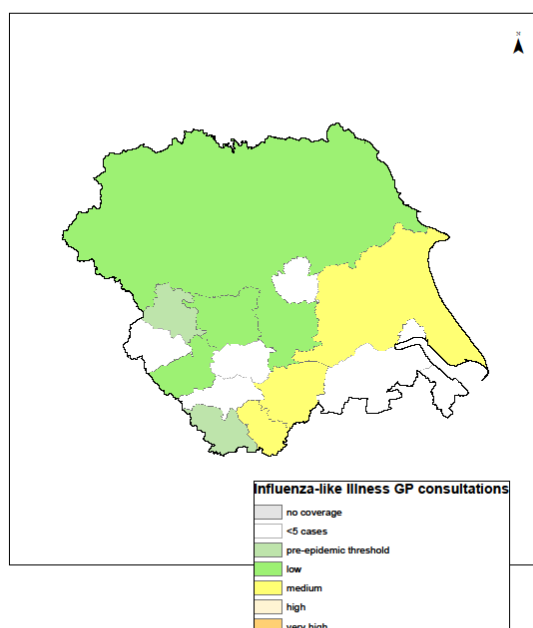 N
Influenza-like Illness GP consultations
no coverage
<5 cases
pre-epidemic threshold
low
medium
high
very high